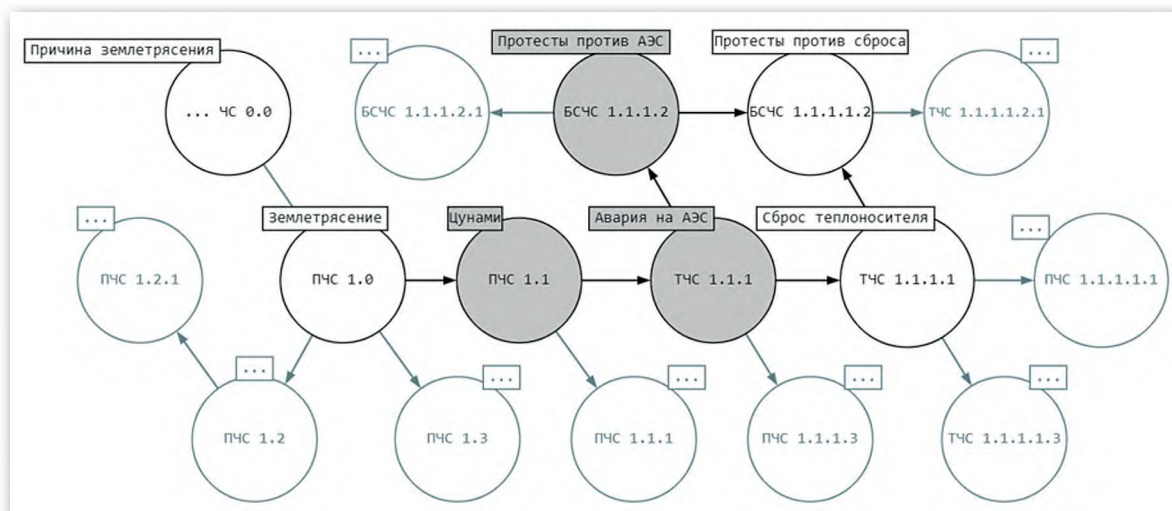 Причина землетрясения
...
Протесты против АЭС
Протесты против сброса
...
... ЧС 0.0
БСЧС 1.1.1.2.1
БСЧС 1.1.1.2
БСЧС 1.1.1.1.2
ТЧС 1.1.1.1.2.1
...
Землетрясение
Цунами
Авария на АЭС
Сброс теплоносителя
...
ПЧС 1.2.1
ПЧС 1.0
ПЧС 1.1
ТЧС 1.1.1
ТЧС 1.1.1.1
ПЧС 1.1.1.1.1
...
...
...
...
...
ПЧС 1.2
ПЧС 1.3
ПЧС 1.1.1
ПЧС 1.1.1.3
ТЧС 1.1.1.1.3